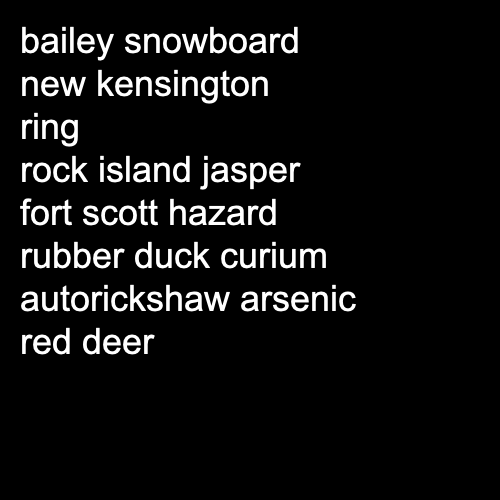 bailey snowboard
new kensington
ring
rock island jasper
fort scott hazard
rubber duck curium
autorickshaw arsenic
red deer